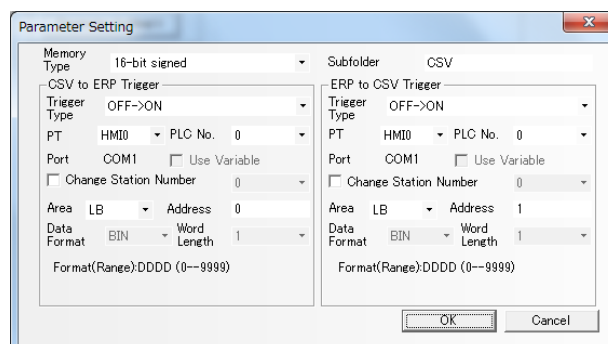 Parameter Setting
Memory Type 16-bit signed Subfolder CSV
CSV to ERP Trigger
Trigger Type OFF->ON
PT HMI0 PLC No. 0
Port COM1 Use Variable
Change Station Number 0
Area LB Address 0
Data Format BIN Word Length 1
Format(Range):DDDD (0--9999)
ERP to CSV Trigger
Trigger Type OFF->ON
PT HMI0 PLC No. 0
Port COM1 Use Variable
Change Station Number 0
Area LB Address 1
Data Format BIN Word Length 1
Format(Range):DDDD (0--9999)
OK Cancel